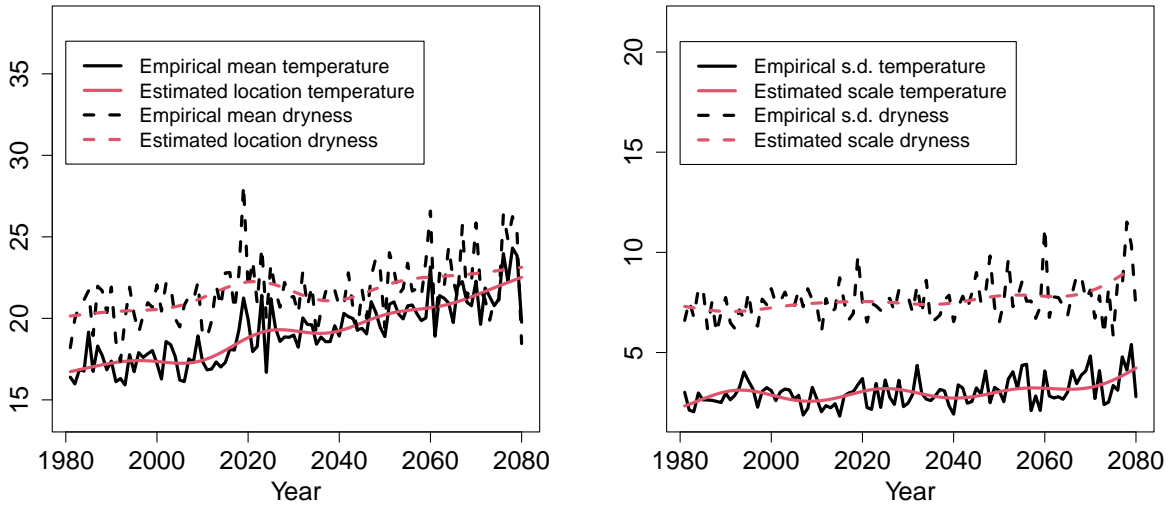 35
30
25
20
15
Empirical mean temperature
Estimated location temperature
Empirical mean dryness
Estimated location dryness
1980 2000 2020 2040 2060 2080
Year
20
15
10
5
Empirical s.d. temperature
Estimated scale temperature
Empirical s.d. dryness
Estimated scale dryness
1980 2000 2020 2040 2060 2080
Year